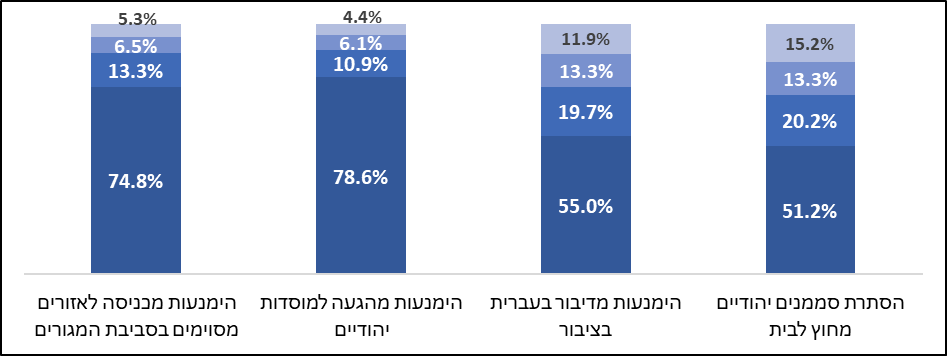 5.3%
6.5%
13.3%
74.8%
4.4%
6.1%
10.9%
78.6%
11.9%
13.3%
19.7%
55.0%
15.2%
13.3%
20.2%
51.2%
הימנעות מכניסה לאזורים
מסוימים בסביבת המגורים
הימנעות מהגעה למוסדות
יהודיים
הימנעות מדיבור בעברית
בציבור
הסתרת סממנים יהודיים
מחוץ לבית